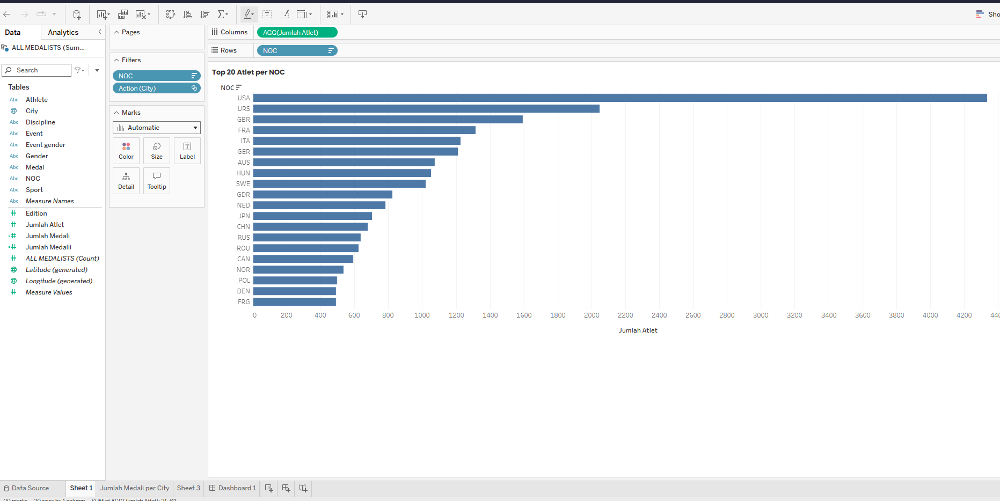 Sho
Data
Analytics
ALL MEDALISTS (Sum...
Search
Tables
Abc Athlete
City
Abc Discipline
Abc Event
Abc Event gender
Abc Gender
Abc Medal
Abc NOC
Abc Sport
Abc Measure Names
Edition
Jumlah Atlet
Jumlah Medali
Jumlah Medalii
ALL MEDALISTS (Count)
Latitude (generated)
Longitude (generated)
Measure Values
Pages
Filters
NOC
Action (City)
Marks
Automatic
Color Size Label
Detail Tooltip
Columns AGG(Jumlah Atlet)
Rows NOC
Top 20 Atlet per NOC
NOC
USA
URS
GBR
FRA
ITA
GER
AUS
HUN
SWE
GDR
NED
JPN
CHN
RUS
ROU
CAN
NOR
POL
DEN
FRG
0 200 400 600 800 1000 1200 1400 1600 1800 2000 2200 2400 2600 2800 3000 3200 3400 3600 3800 4000 4200 440
Jumlah Atlet
Data Source Sheet 1 Jumlah Medali per City Sheet 3 Dashboard 1